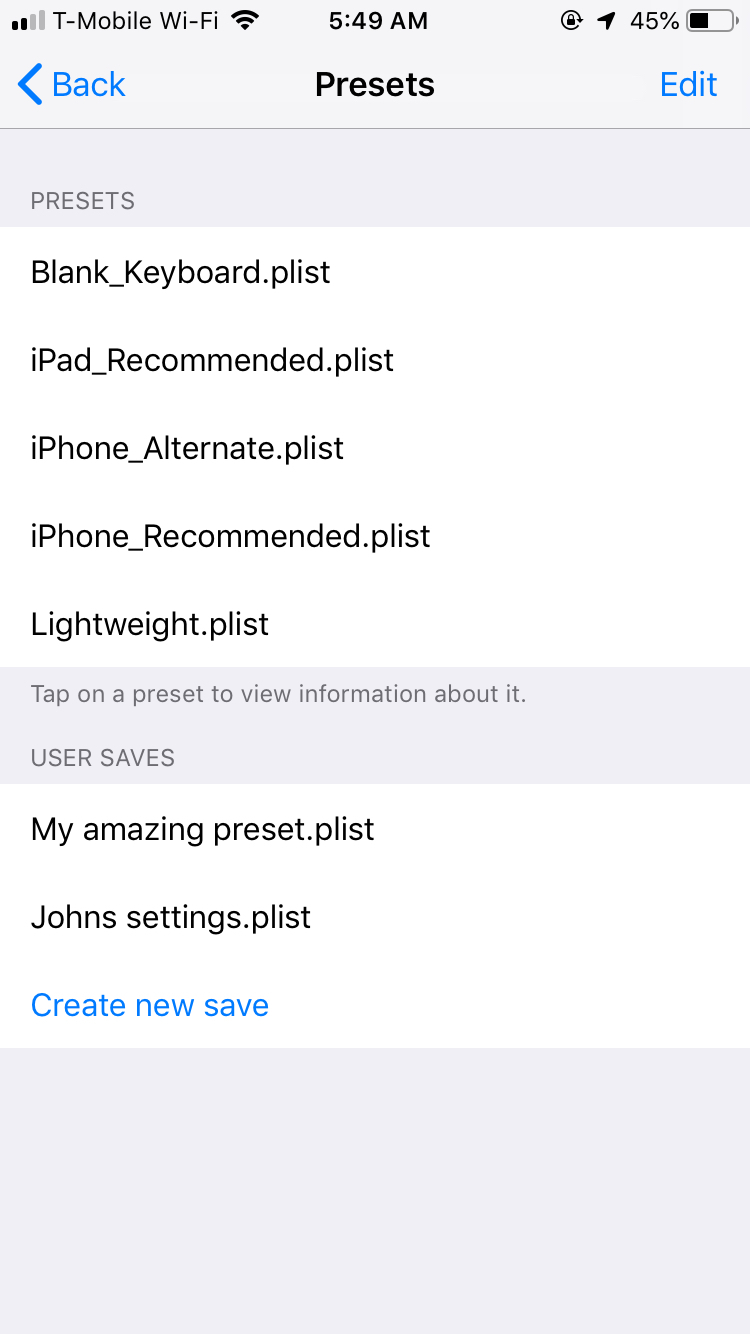 T-Mobile Wi-Fi 5:49 AM 45%
Back Presets Edit
PRESETS
Blank_Keyboard.plist
iPad_Recommended.plist
iPhone_Alternate.plist
iPhone_Recommended.plist
Lightweight.plist
Tap on a preset to view information about it.
USER SAVES
My amazing preset.plist
Johns settings.plist
Create new save